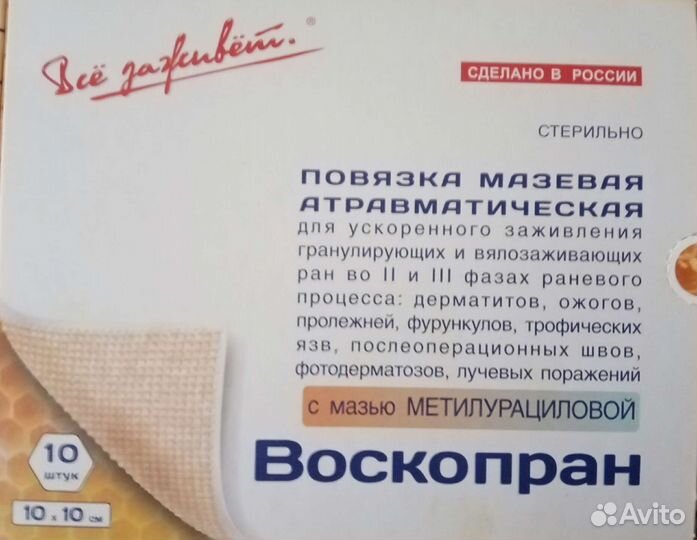 Всё заживёт.®
СДЕЛАНО В РОССИИ
СТЕРИЛЬНО
ПОВЯЗКА МАЗЕВАЯ
АТРАВМАТИЧЕСКАЯ
для ускоренного заживления
гранулирующих и вялозаживающих
ран во II и III фазах раневого
процесса: дерматитов, ожогов,
пролежней, фурункулов, трофических
язв, послеоперационных швов,
фотодерматозов, лучевых поражений
с мазью МЕТИЛУРАЦИЛОВОЙ
Воскопран
10
штук
10 x 10 см
Avito